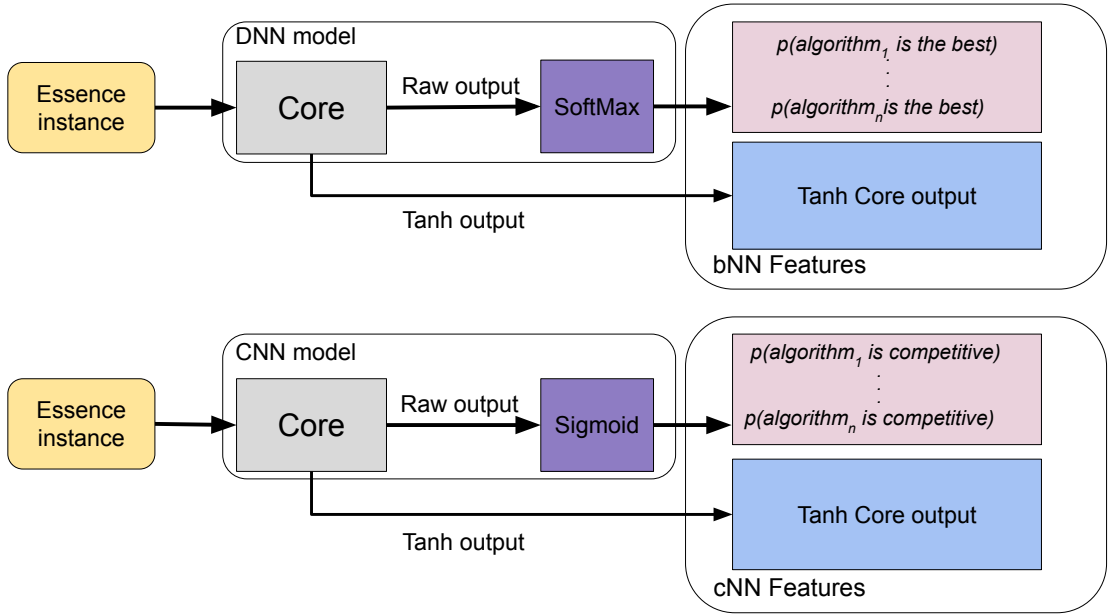 DNN model
Essence
instance
Core
Raw output
SoftMax
Tanh output
p(algorithm₁ is the best)
.
.
.
p(algorithmₙis the best)
Tanh Core output
bNN Features
CNN model
Essence
instance
Core
Raw output
Sigmoid
Tanh output
p(algorithm₁ is competitive)
.
.
.
p(algorithmₙ is competitive)
Tanh Core output
cNN Features